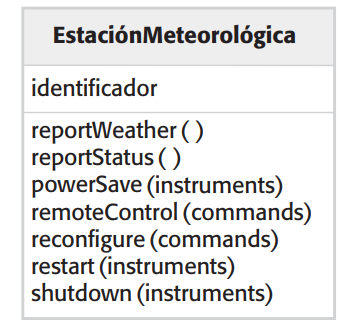 EstaciónMeteorológica
identificador
reportWeather ( )
reportStatus ( )
powerSave (instruments)
remoteControl (commands)
reconfigure (commands)
restart (instruments)
shutdown (instruments)